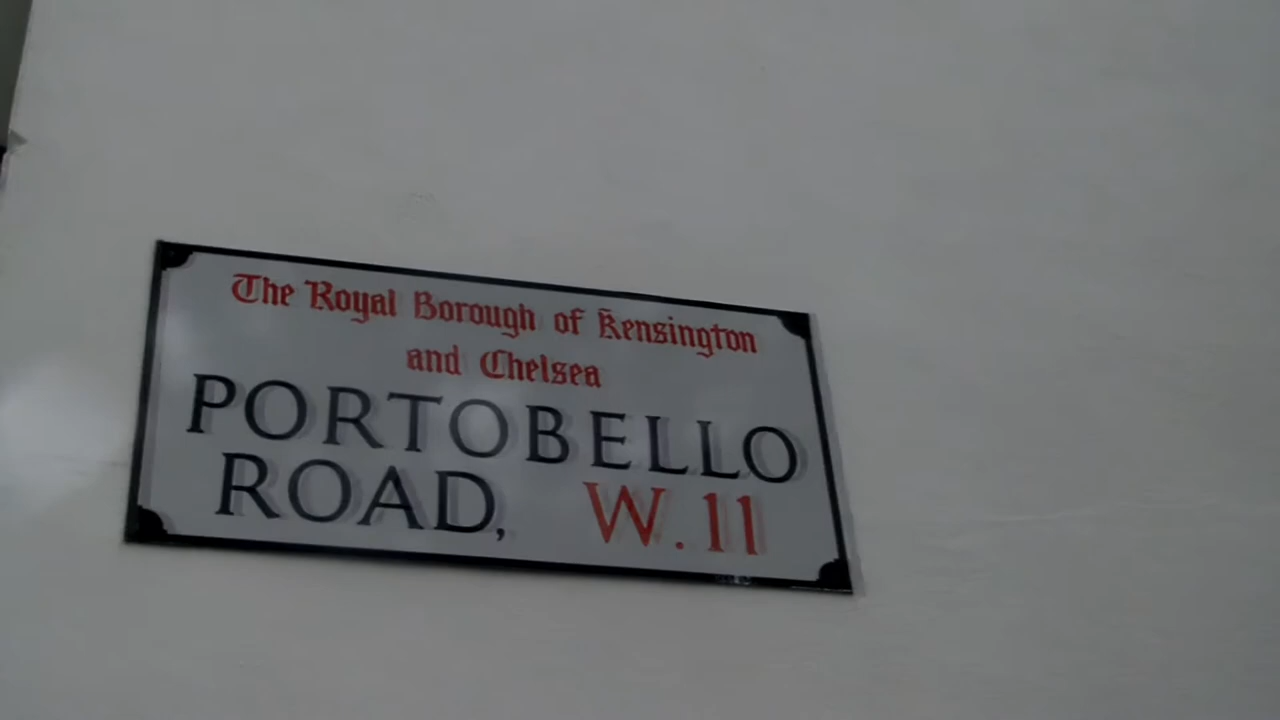 The Royal Borough of Kensington
and Chelsea
PORTOBELLO
ROAD, W.11